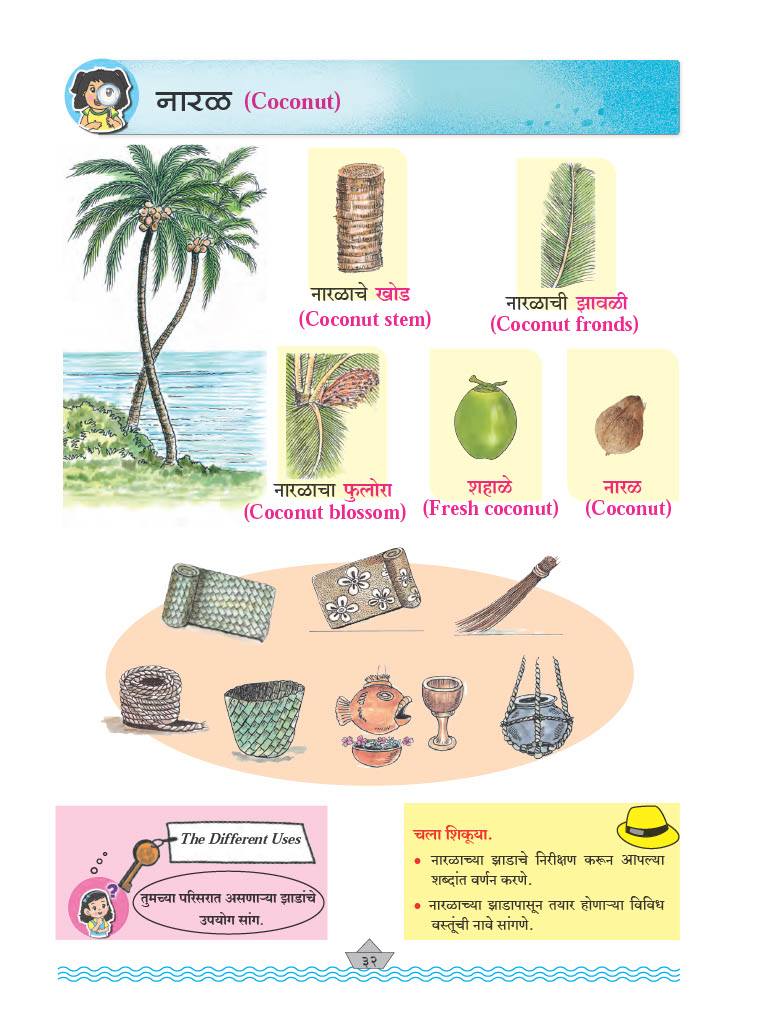 नारळ (Coconut)
नारळाचे खोड
(Coconut stem)
नारळाची झावळी
(Coconut fronds)
नारळाचा फुलोरा
(Coconut blossom)
शहाळे
(Fresh coconut)
नारळ
(Coconut)
The Different Uses
?
तुमच्या परिसरात असणाऱ्या झाडांचे
उपयोग सांग.
चला शिकूया.
• नारळाच्या झाडाचे निरीक्षण करून आपल्या
शब्दांत वर्णन करणे.
• नारळाच्या झाडापासून तयार होणाऱ्या विविध
वस्तूंची नावे सांगणे.
३२